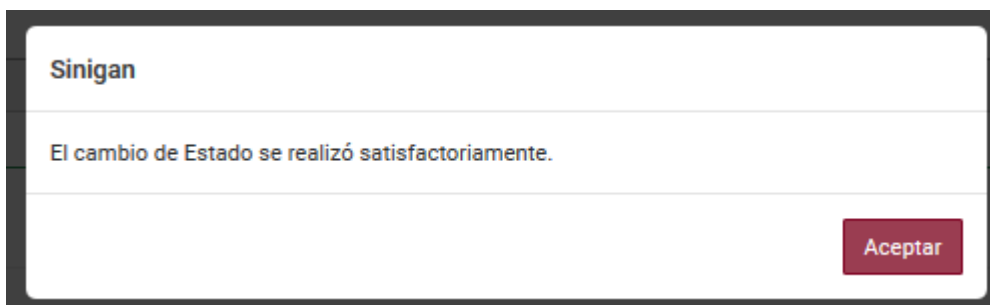 Sinigan
El cambio de Estado se realizó satisfactoriamente.
Aceptar